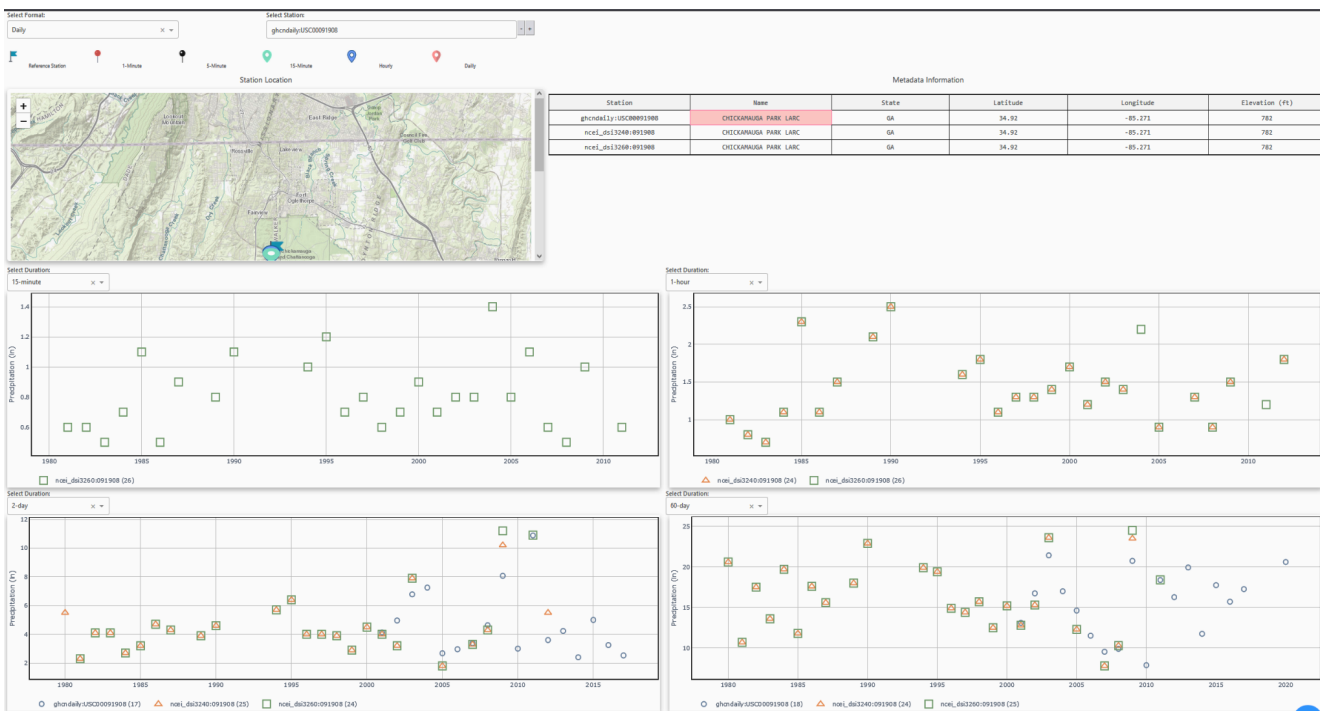 Select Format:
Select Station:
Daily
ghcndaily:USC00091908
Reference Station
1-Minute
5-Minute
15-Minute
Hourly
Daily
Station Location
Metadata Information
Station Name State Latitude Longitude Elevation (ft)
ghcndaily:USC00091908 CHICKAMAUGA PARK LARC GA 34.92 -85.271 782
ncei_dsi3240:091908 CHICKAMAUGA PARK LARC GA 34.92 -85.271 782
ncei_dsi3260:091908 CHICKAMAUGA PARK LARC GA 34.92 -85.271 782
+
−
East Ridge
Rossville
Lakeview
Fort
Oglethorpe
Fairview
WALKER
Select Duration:
15-minute
Precipitation (in)
1.4
1.2
1
0.8
0.6
1980 1985 1990 1995 2000 2005 2010
ncei_dsi3260:091908 (26)
Select Duration:
1-hour
Precipitation (in)
2.5
2
1.5
1
1980 1985 1990 1995 2000 2005 2010
ncei_dsi3240:091908 (24) ncei_dsi3260:091908 (26)
Select Duration:
2-day
Precipitation (in)
12
10
8
6
4
2
1980 1985 1990 1995 2000 2005 2010 2015
ghcndaily:USC00091908 (17) ncei_dsi3240:091908 (25) ncei_dsi3260:091908 (24)
Select Duration:
60-day
Precipitation (in)
25
20
15
10
1980 1985 1990 1995 2000 2005 2010 2015 2020
ghcndaily:USC00091908 (18) ncei_dsi3240:091908 (24) ncei_dsi3260:091908 (25)